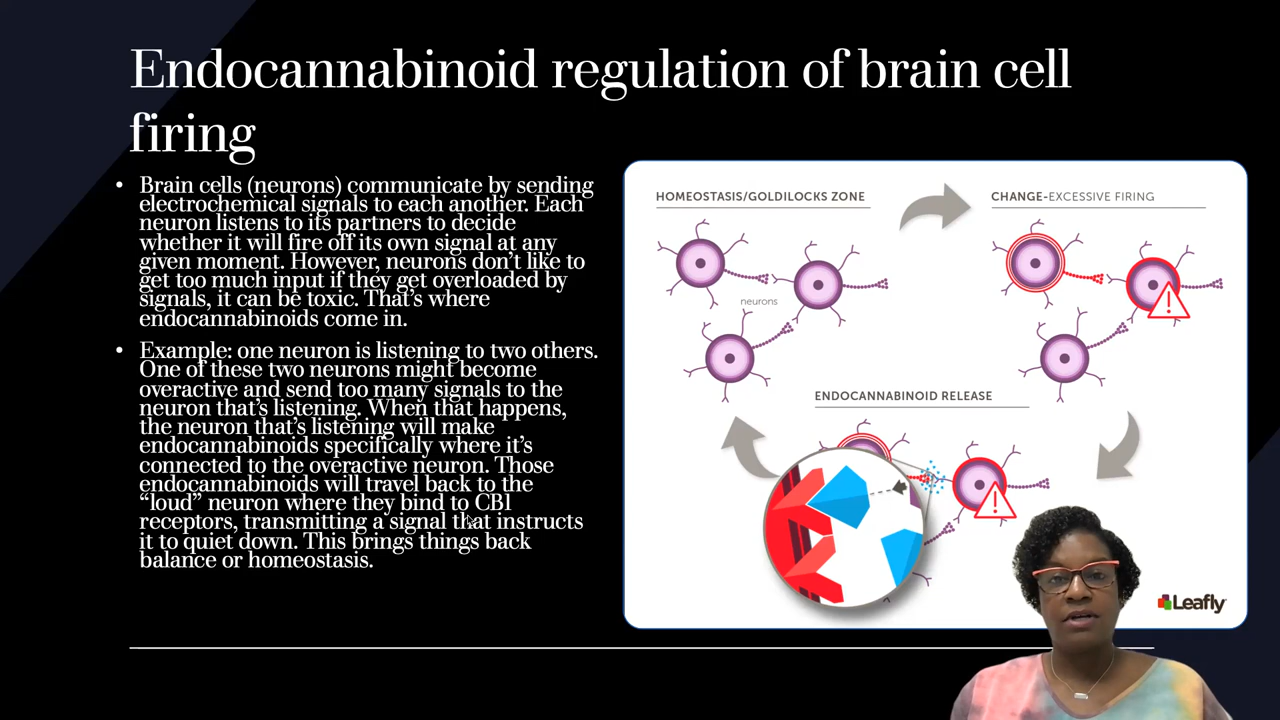 Endocannabinoid regulation of brain cell
firing
• Brain cells (neurons) communicate by sending
electrochemical signals to each another. Each
neuron listens to its partners to decide
whether it will fire off its own signal at any
given moment. However, neurons don't like to
get too much input if they get overloaded by
signals, it can be toxic. That's where
endocannabinoids come in.
• Example: one neuron is listening to two others.
One of these two neurons might become
overactive and send too many signals to the
neuron that's listening. When that happens,
the neuron that's listening will make
endocannabinoids specifically where it's
connected to the overactive neuron. Those
endocannabinoids will travel back to the
“loud” neuron where they bind to CB1
receptors, transmitting a signal that instructs
it to quiet down. This brings things back
balance or homeostasis.
HOMEOSTASIS/GOLDILOCKS ZONE
CHANGE-EXCESSIVE FIRING
neurons
ENDOCANNABINOID RELEASE
Leafly